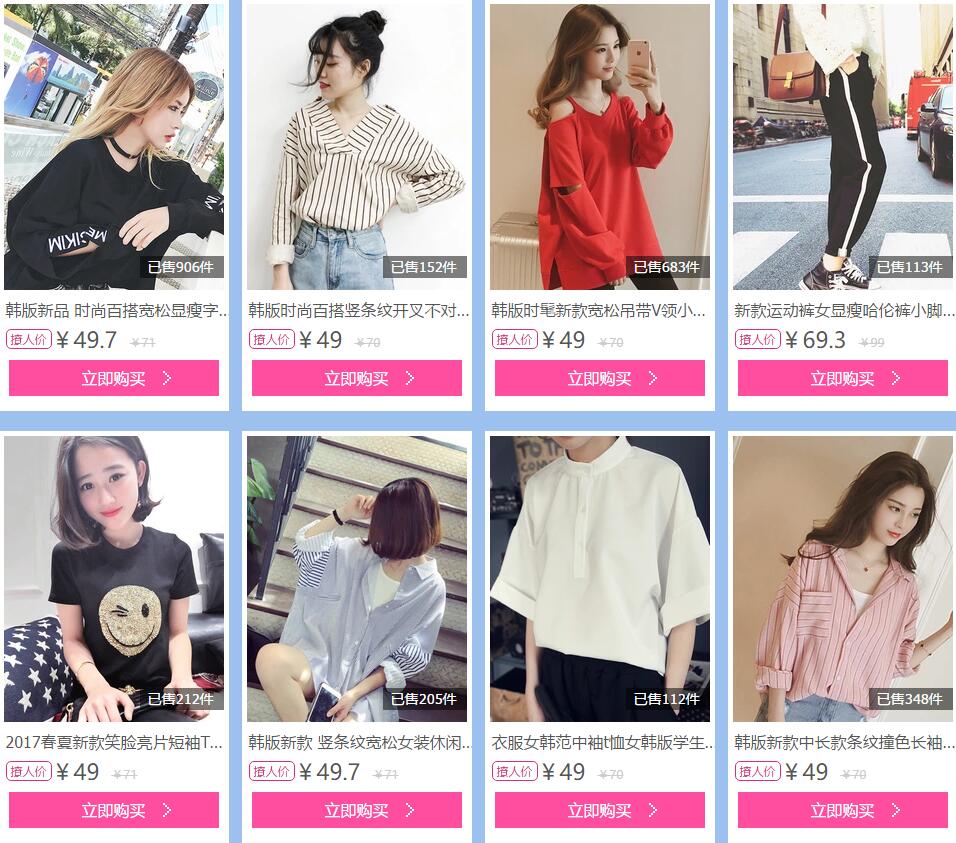 已售906件
已售152件
已售683件
已售113件
韩版新品 时尚百搭宽松显瘦字...
韩版时尚百搭竖条纹开叉不对...
韩版时髦新款宽松吊带V领小...
新款运动裤女显瘦哈伦裤小脚...
撩人价 ￥49.7 ￥71
撩人价 ￥49 ￥70
撩人价 ￥49 ￥70
撩人价 ￥69.3 ￥99
立即购买
立即购买
立即购买
立即购买
已售212件
已售205件
已售112件
已售348件
2017春夏新款笑脸亮片短袖T...
韩版新款 竖条纹宽松女装休闲...
衣服女韩范中袖t恤女韩版学生...
韩版新款中长款条纹撞色长袖...
撩人价 ￥49 ￥71
撩人价 ￥49.7 ￥71
撩人价 ￥49 ￥70
撩人价 ￥49 ￥70
立即购买
立即购买
立即购买
立即购买